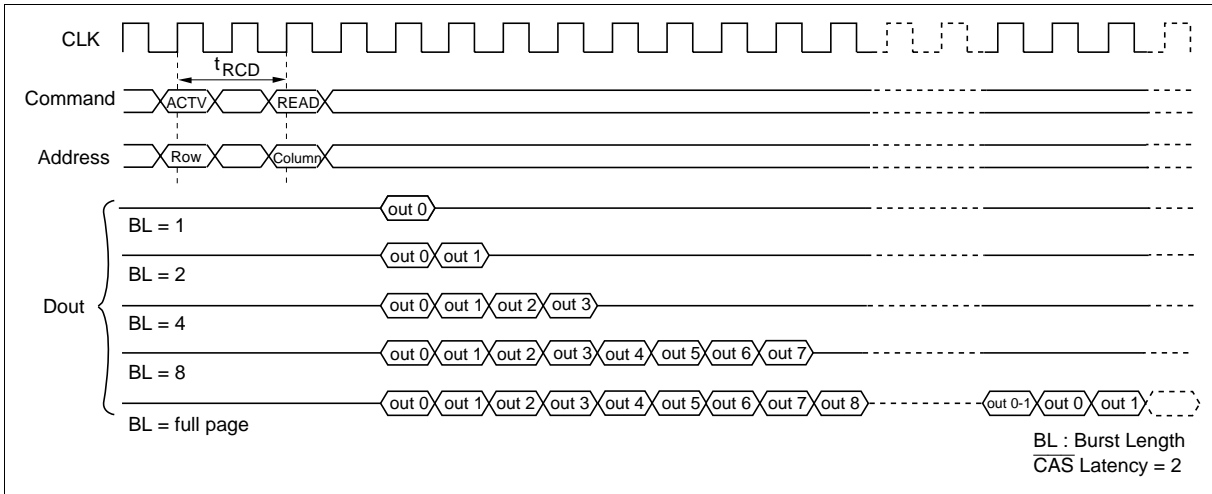 CLK
tRCD
Command ACTV READ
Address Row Column
out 0
BL = 1
out 0 out 1
BL = 2
Dout
out 0 out 1 out 2 out 3
BL = 4
out 0 out 1 out 2 out 3 out 4 out 5 out 6 out 7
BL = 8
out 0 out 1 out 2 out 3 out 4 out 5 out 6 out 7 out 8 out 0-1 out 0 out 1
BL = full page
BL : Burst Length
CAS Latency = 2